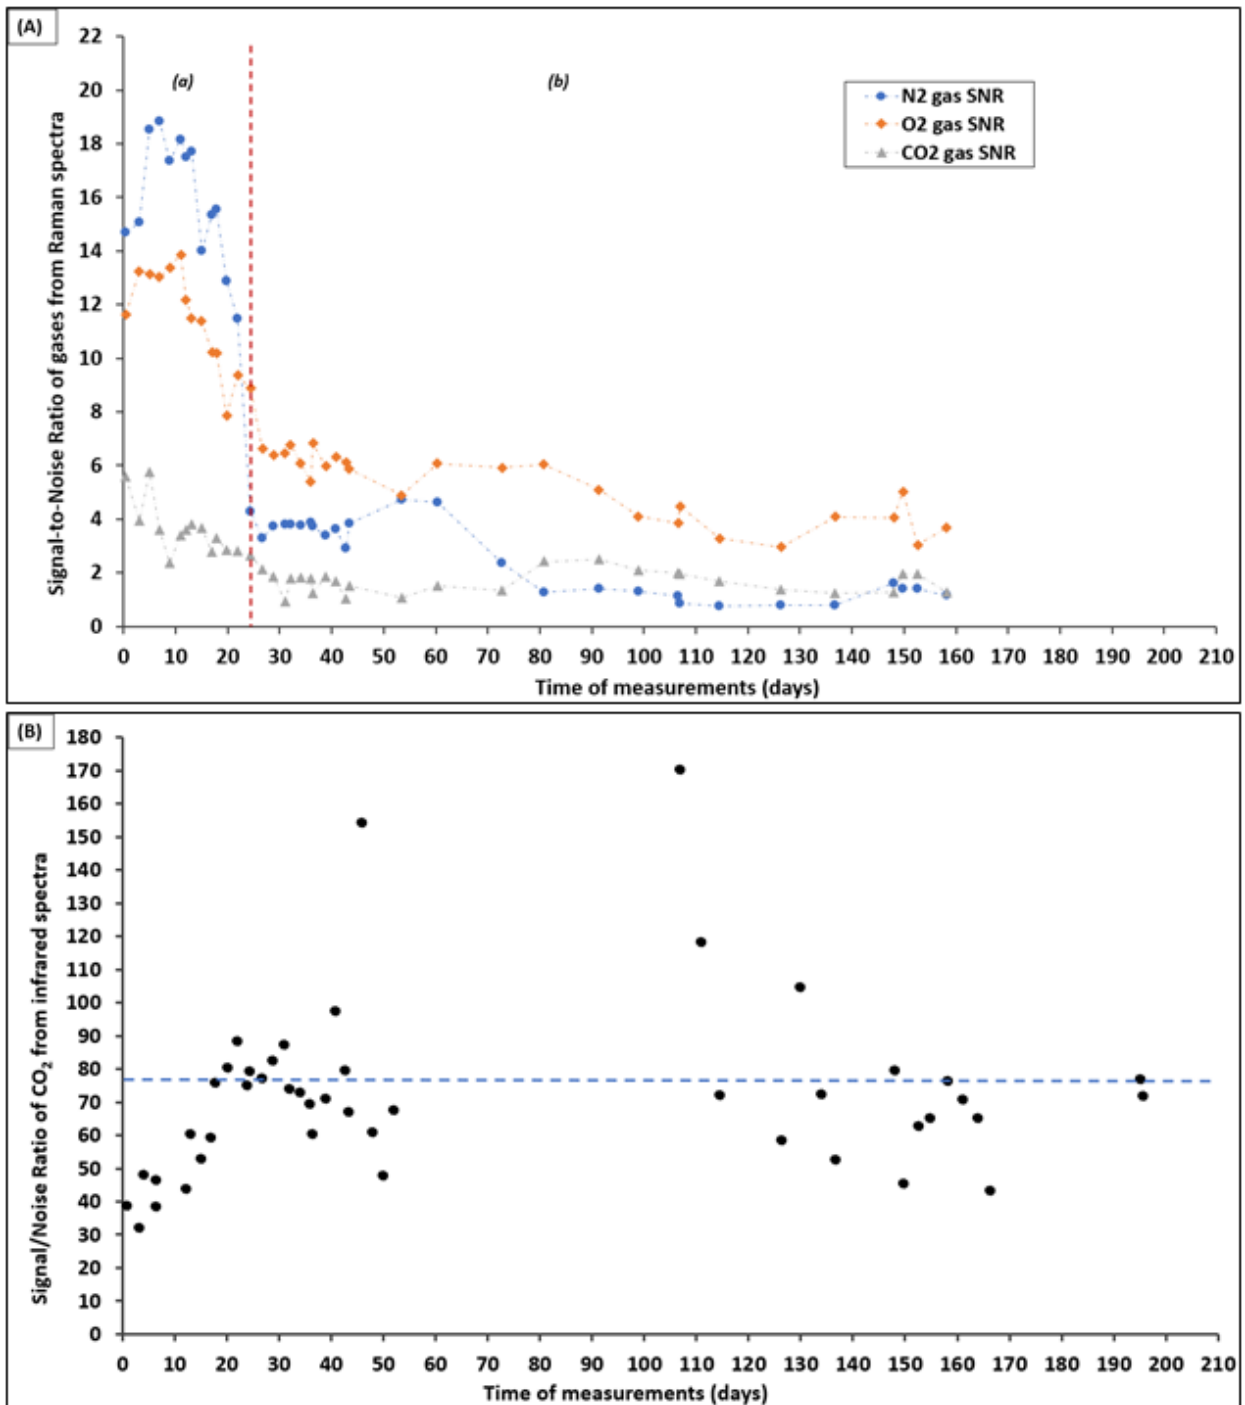 (A)
22
20
18
16
14
12
10
8
6
4
2
0
Signal-to-Noise Ratio of gases from Raman spectra
(a)
(b)
N2 gas SNR
O2 gas SNR
CO2 gas SNR
0 10 20 30 40 50 60 70 80 90 100 110 120 130 140 150 160 170 180 190 200 210
Time of measurements (days)
(B)
180
170
160
150
140
130
120
110
100
90
80
70
60
50
40
30
20
10
0
Signal/Noise Ratio of CO₂ from infrared spectra
0 10 20 30 40 50 60 70 80 90 100 110 120 130 140 150 160 170 180 190 200 210
Time of measurements (days)